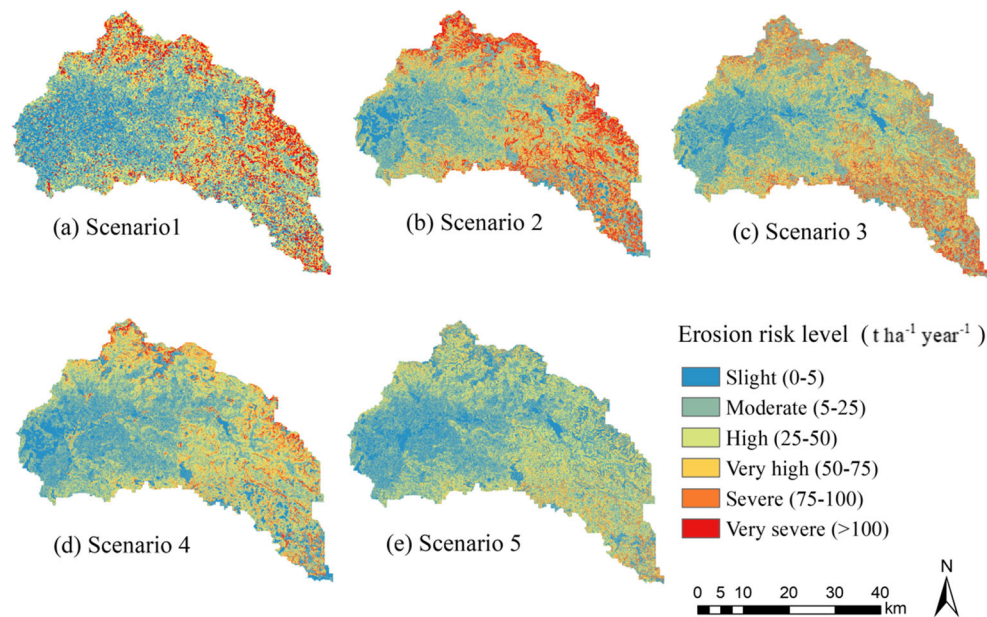 (a) Scenario1
(b) Scenario 2
(c) Scenario 3
(d) Scenario 4
(e) Scenario 5
Erosion risk level ( t ha⁻¹ year⁻¹ )
Slight (0-5)
Moderate (5-25)
High (25-50)
Very high (50-75)
Severe (75-100)
Very severe (>100)
N
0 5 10 20 30 40
km